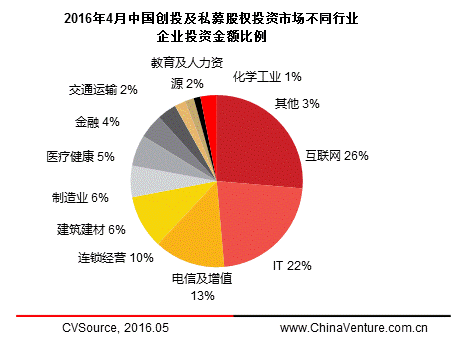 2016年4月中国创投及私募股权投资市场不同行业
企业投资金额比例
教育及人力资
源 2%
化学工业 1%
其他 3%
互联网 26%
IT 22%
电信及增值
13%
连锁经营 10%
建筑建材 6%
制造业 6%
医疗健康 5%
金融 4%
交通运输 2%
CVSource, 2016.05
www.ChinaVenture.com.cn